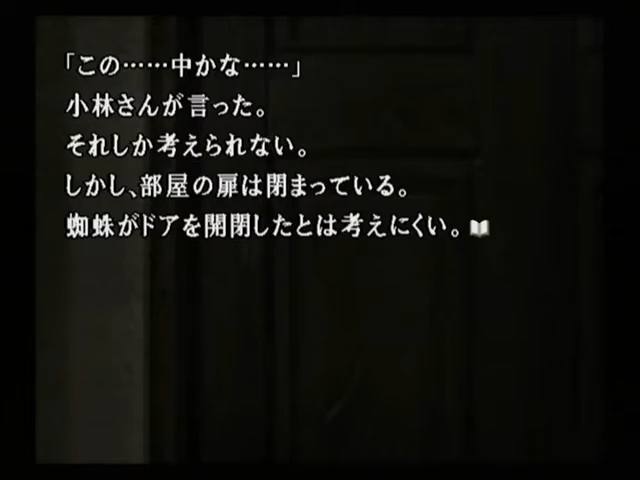 「この……中かな……」
小林さんが言った。
それしか考えられない。
しかし、部屋の扉は閉まっている。
蜘蛛がドアを開閉したとは考えにくい。